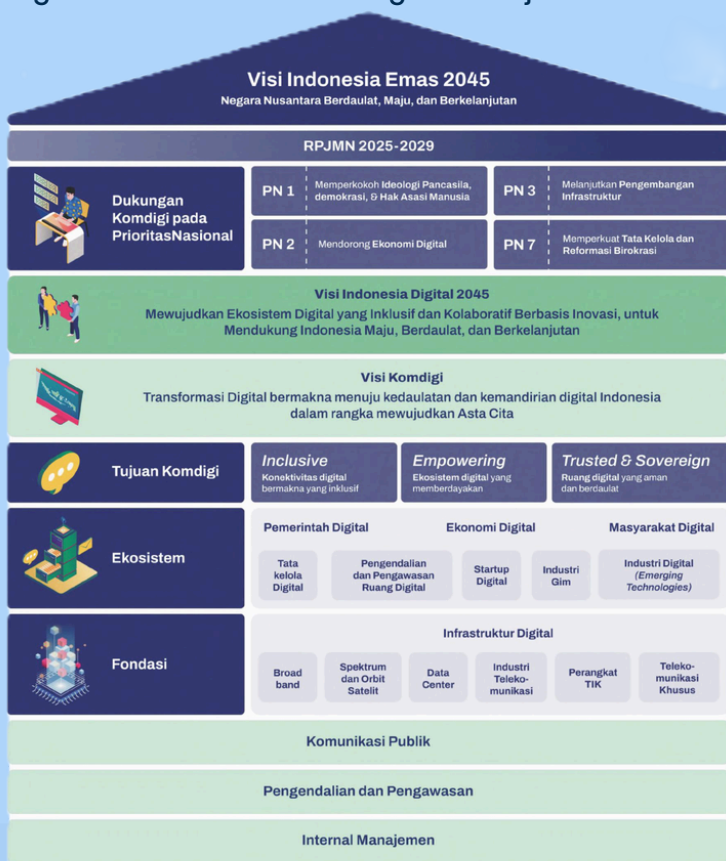 Visi Indonesia Emas 2045
Negara Nusantara Berdaulat, Maju, dan Berkelanjutan
RPJMN 2025-2029
Dukungan
Komdigi pada
PrioritasNasional
PN 1
Memperkokoh Ideologi Pancasila,
demokrasi, & Hak Asasi Manusia
PN 3
Melanjutkan Pengembangan
Infrastruktur
PN 2
Mendorong Ekonomi Digital
PN 7
Memperkuat Tata Kelola dan
Reformasi Birokrasi
Visi Indonesia Digital 2045
Mewujudkan Ekosistem Digital yang Inklusif dan Kolaboratif Berbasis Inovasi, untuk
Mendukung Indonesia Maju, Berdaulat, dan Berkelanjutan
Visi Komdigi
Transformasi Digital bermakna menuju kedaulatan dan kemandirian digital Indonesia
dalam rangka mewujudkan Asta Cita
Tujuan Komdigi
Inclusive
Konektivitas digital
bermakna yang inklusif
Empowering
Ekosistem digital yang
memberdayakan
Trusted & Sovereign
Ruang digital yang aman
dan berdaulat
Ekosistem
Pemerintah Digital
Ekonomi Digital
Masyarakat Digital
Tata
kelola
Digital
Pengendalian
dan Pengawasan
Ruang Digital
Startup
Digital
Industri
Gim
Industri Digital
(Emerging
Technologies)
Fondasi
Infrastruktur Digital
Broad
band
Spektrum
dan Orbit
Satelit
Data
Center
Industri
Teleko-
munikasi
Perangkat
TIK
Teleko-
munikasi
Khusus
Komunikasi Publik
Pengendalian dan Pengawasan
Internal Manajemen